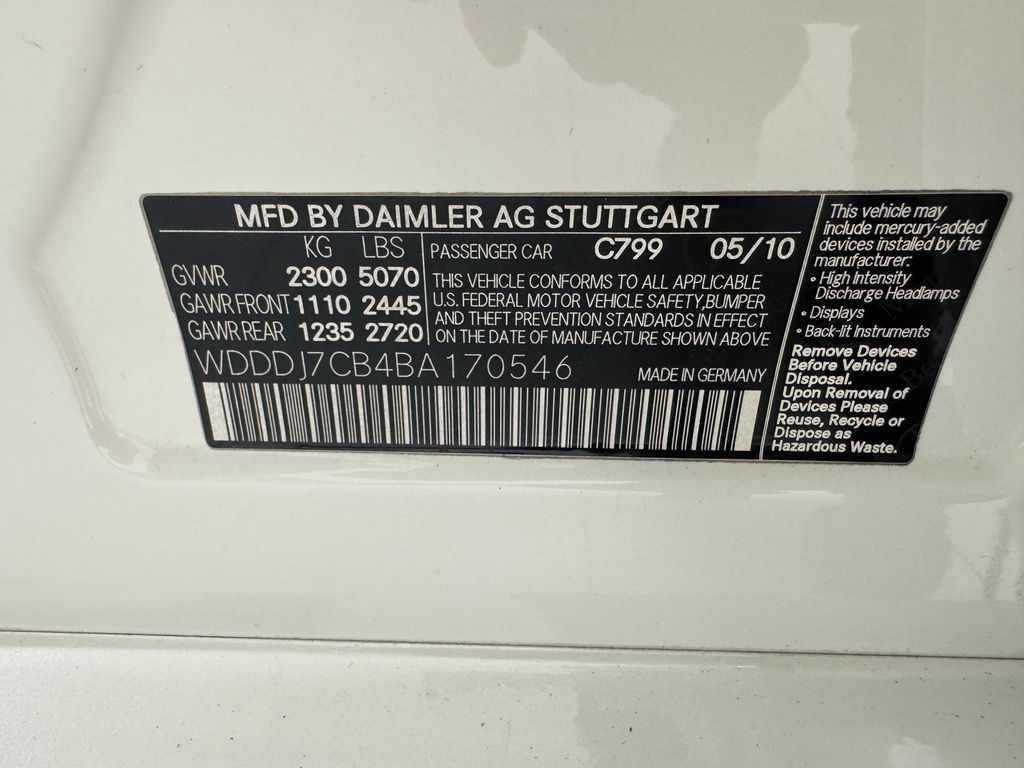 MFD BY DAIMLER AG STUTTGART
KG LBS
GVWR 2300 5070
GAWR FRONT 1110 2445
GAWR REAR 1235 2720
PASSENGER CAR C799 05/10
THIS VEHICLE CONFORMS TO ALL APPLICABLE
U.S. FEDERAL MOTOR VEHICLE SAFETY,BUMPER
AND THEFT PREVENTION STANDARDS IN EFFECT
ON THE DATE OF MANUFACTURE SHOWN ABOVE
WDDDJ7CB4BA170546
MADE IN GERMANY
This vehicle may
include mercury-added
devices installed by the
manufacturer:
• High Intensity
Discharge Headlamps
• Displays
• Back-lit Instruments
Remove Devices
Before Vehicle
Disposal.
Upon Removal of
Devices Please
Reuse, Recycle or
Dispose as
Hazardous Waste.